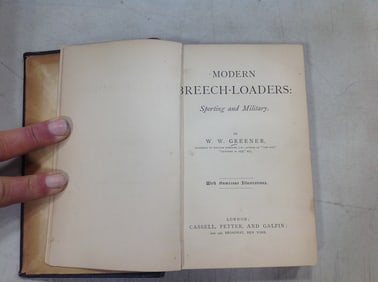 MODERN
BREECH-LOADERS:
Sporting and Military.
BY
W. W. GREENER,
With Numerous Illustrations.
LONDON:
CASSELL, PETTER, AND GALPIN;
AND BROADWAY, NEW YORK.